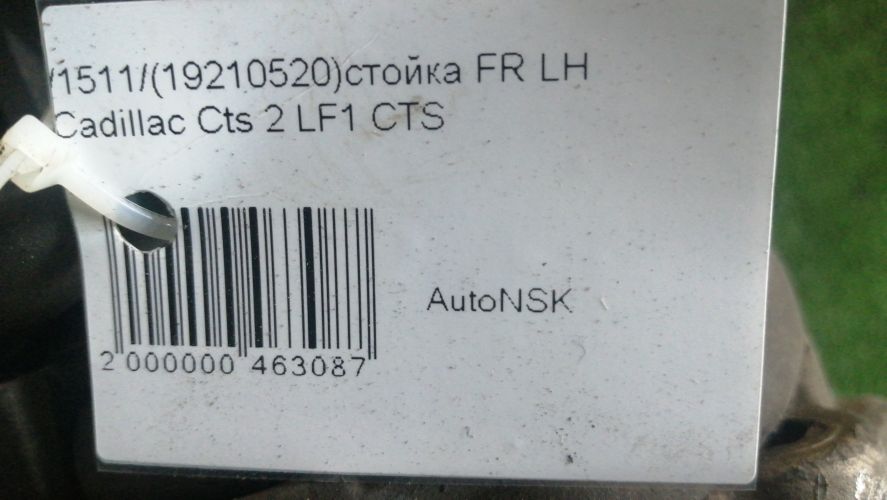 /1511/(19210520)стойка FR LH
Cadillac Cts 2 LF1 CTS
AutoNSK
2 000000 463087